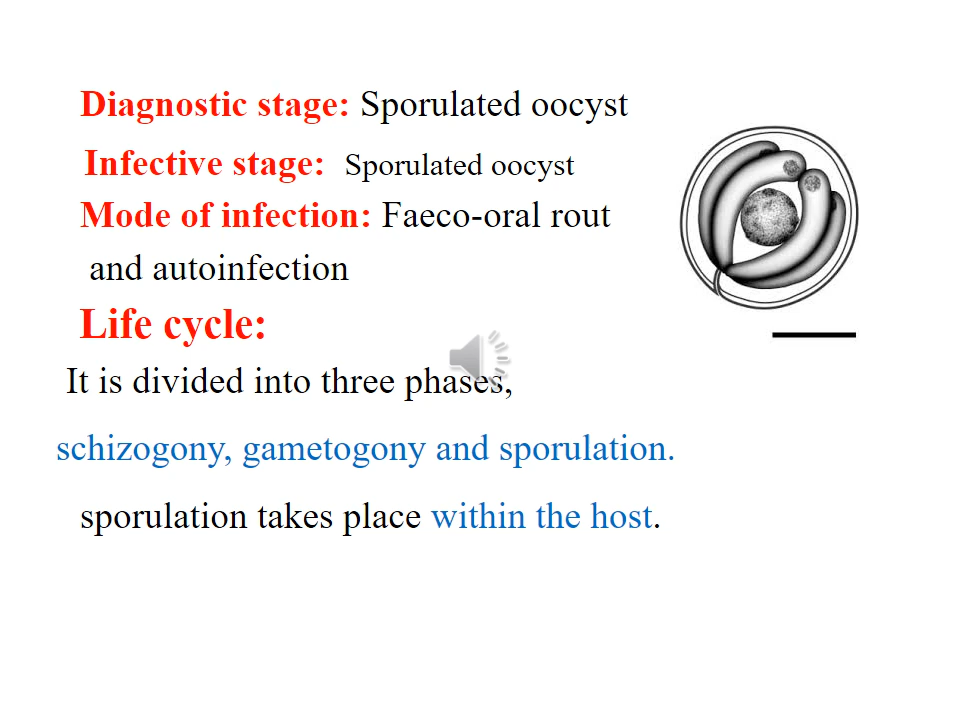 Diagnostic stage: Sporulated oocyst
Infective stage: Sporulated oocyst
Mode of infection: Faeco-oral rout
and autoinfection
Life cycle:
It is divided into three phases,
schizogony, gametogony and sporulation.
sporulation takes place within the host.